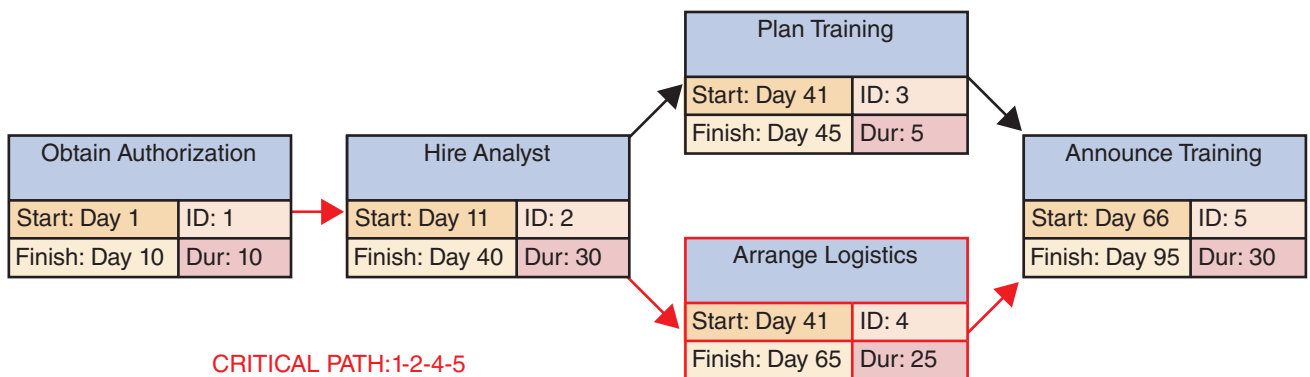 Plan Training
Start: Day 41 ID: 3
Finish: Day 45 Dur: 5
Obtain Authorization
Start: Day 1 ID: 1
Finish: Day 10 Dur: 10
Hire Analyst
Start: Day 11 ID: 2
Finish: Day 40 Dur: 30
Announce Training
Start: Day 66 ID: 5
Finish: Day 95 Dur: 30
Arrange Logistics
Start: Day 41 ID: 4
Finish: Day 65 Dur: 25
CRITICAL PATH:1-2-4-5